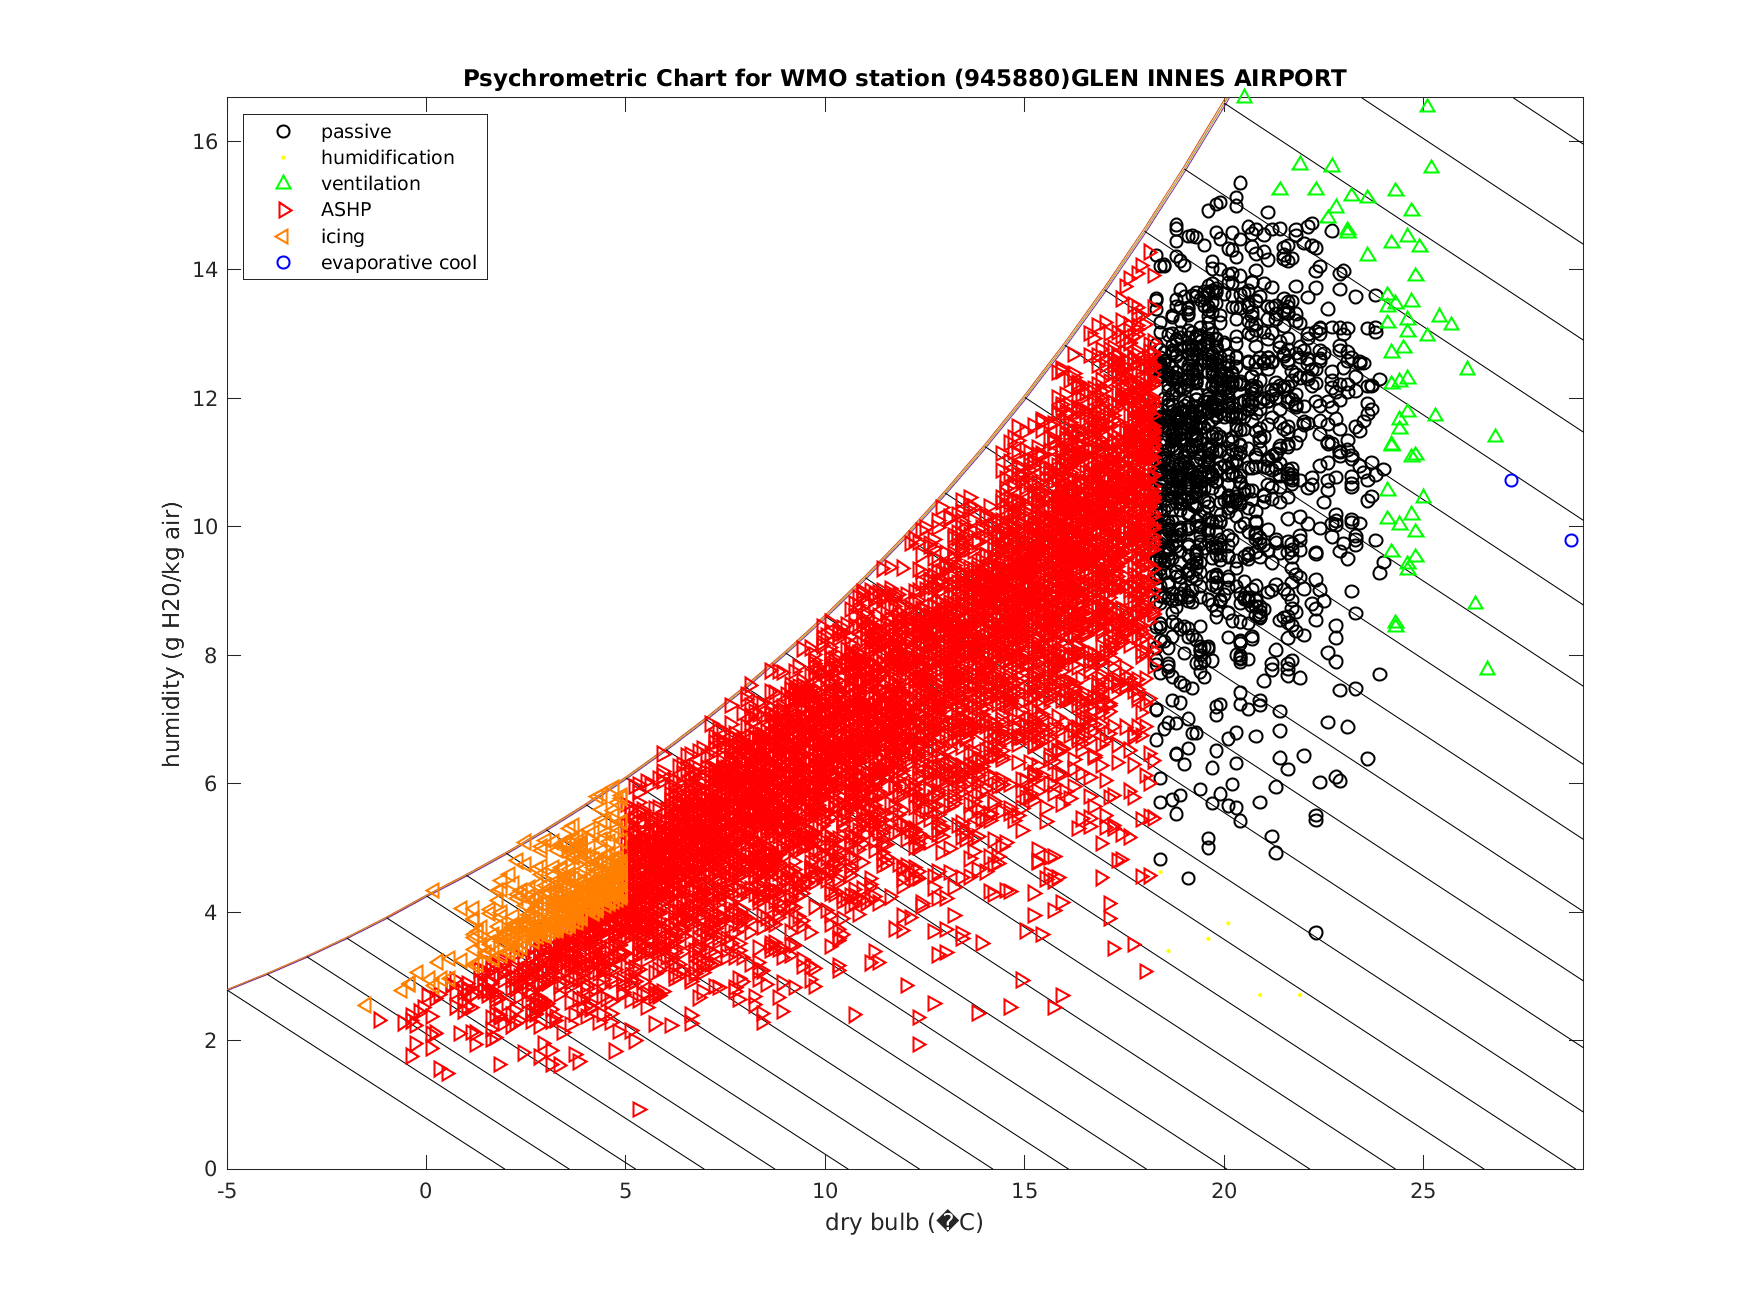 Psychrometric Chart for WMO station (945880)GLEN INNES AIRPORT
passive
humidification
ventilation
ASHP
icing
evaporative cool
humidity (g H20/kg air)
16
14
12
10
8
6
4
2
0
-5 0 5 10 15 20 25
dry bulb (�C)